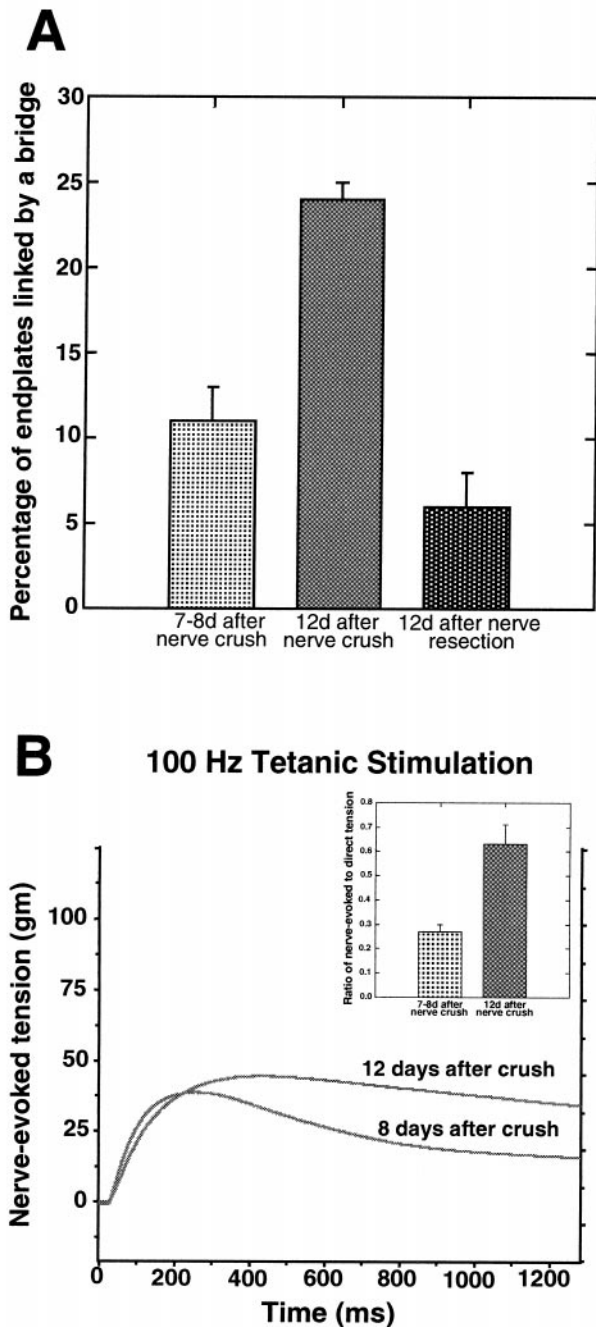 A
Percentage of endplates linked by a bridge
30
25
20
15
10
5
0
7-8d after
nerve crush
12d after
nerve crush
12d after nerve
resection
B
100 Hz Tetanic Stimulation
Nerve-evoked tension (gm)
100
75
50
25
0
Ratio of nerve-evoked to direct tension
0.8
0.7
0.6
0.5
0.4
0.3
0.2
0.1
0.0
7-8d after
nerve crush
12d after
nerve crush
12 days after crush
8 days after crush
0 200 400 600 800 1000 1200
Time (ms)